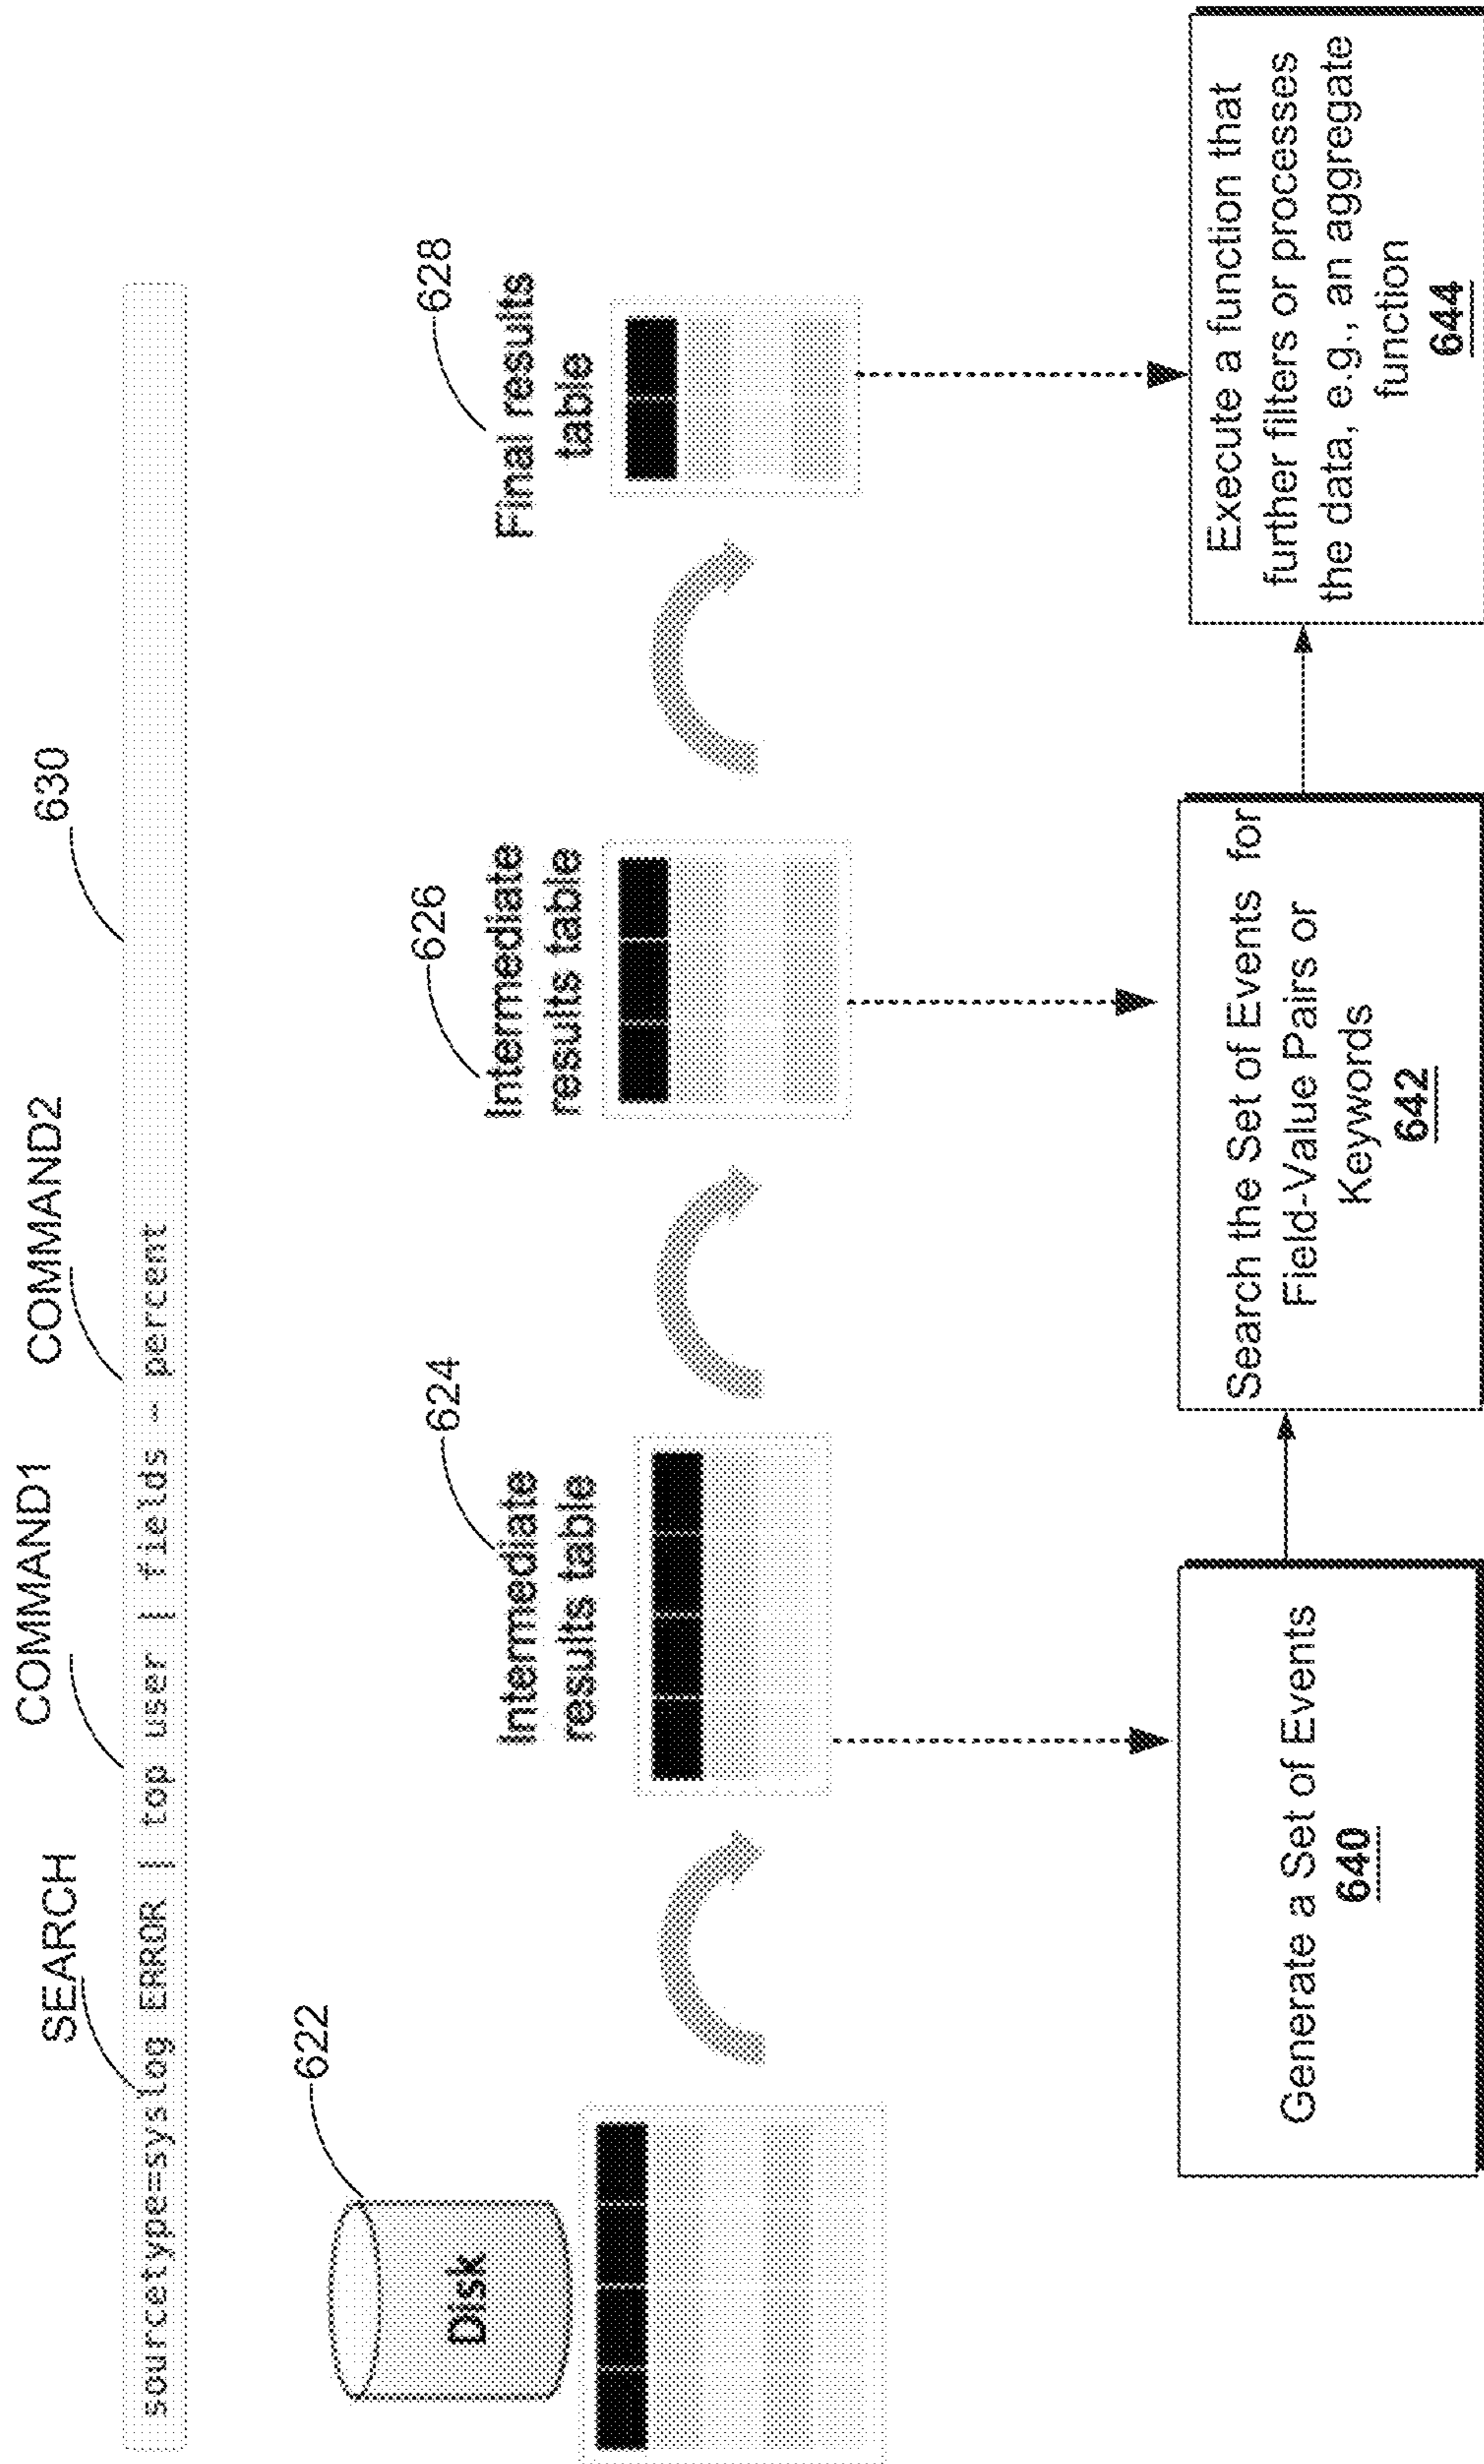 SEARCH
COMMAND1
COMMAND2
630
sourcetype=syslog ERROR | top user | fields – percent
622
Disk
624
Intermediate
results table
626
Intermediate
results table
628
Final results
table
Generate a Set of Events
640
Search the Set of Events for
Field-Value Pairs or
Keywords
642
Execute a function that
further filters or processes
the data, e.g., an aggregate
function
644